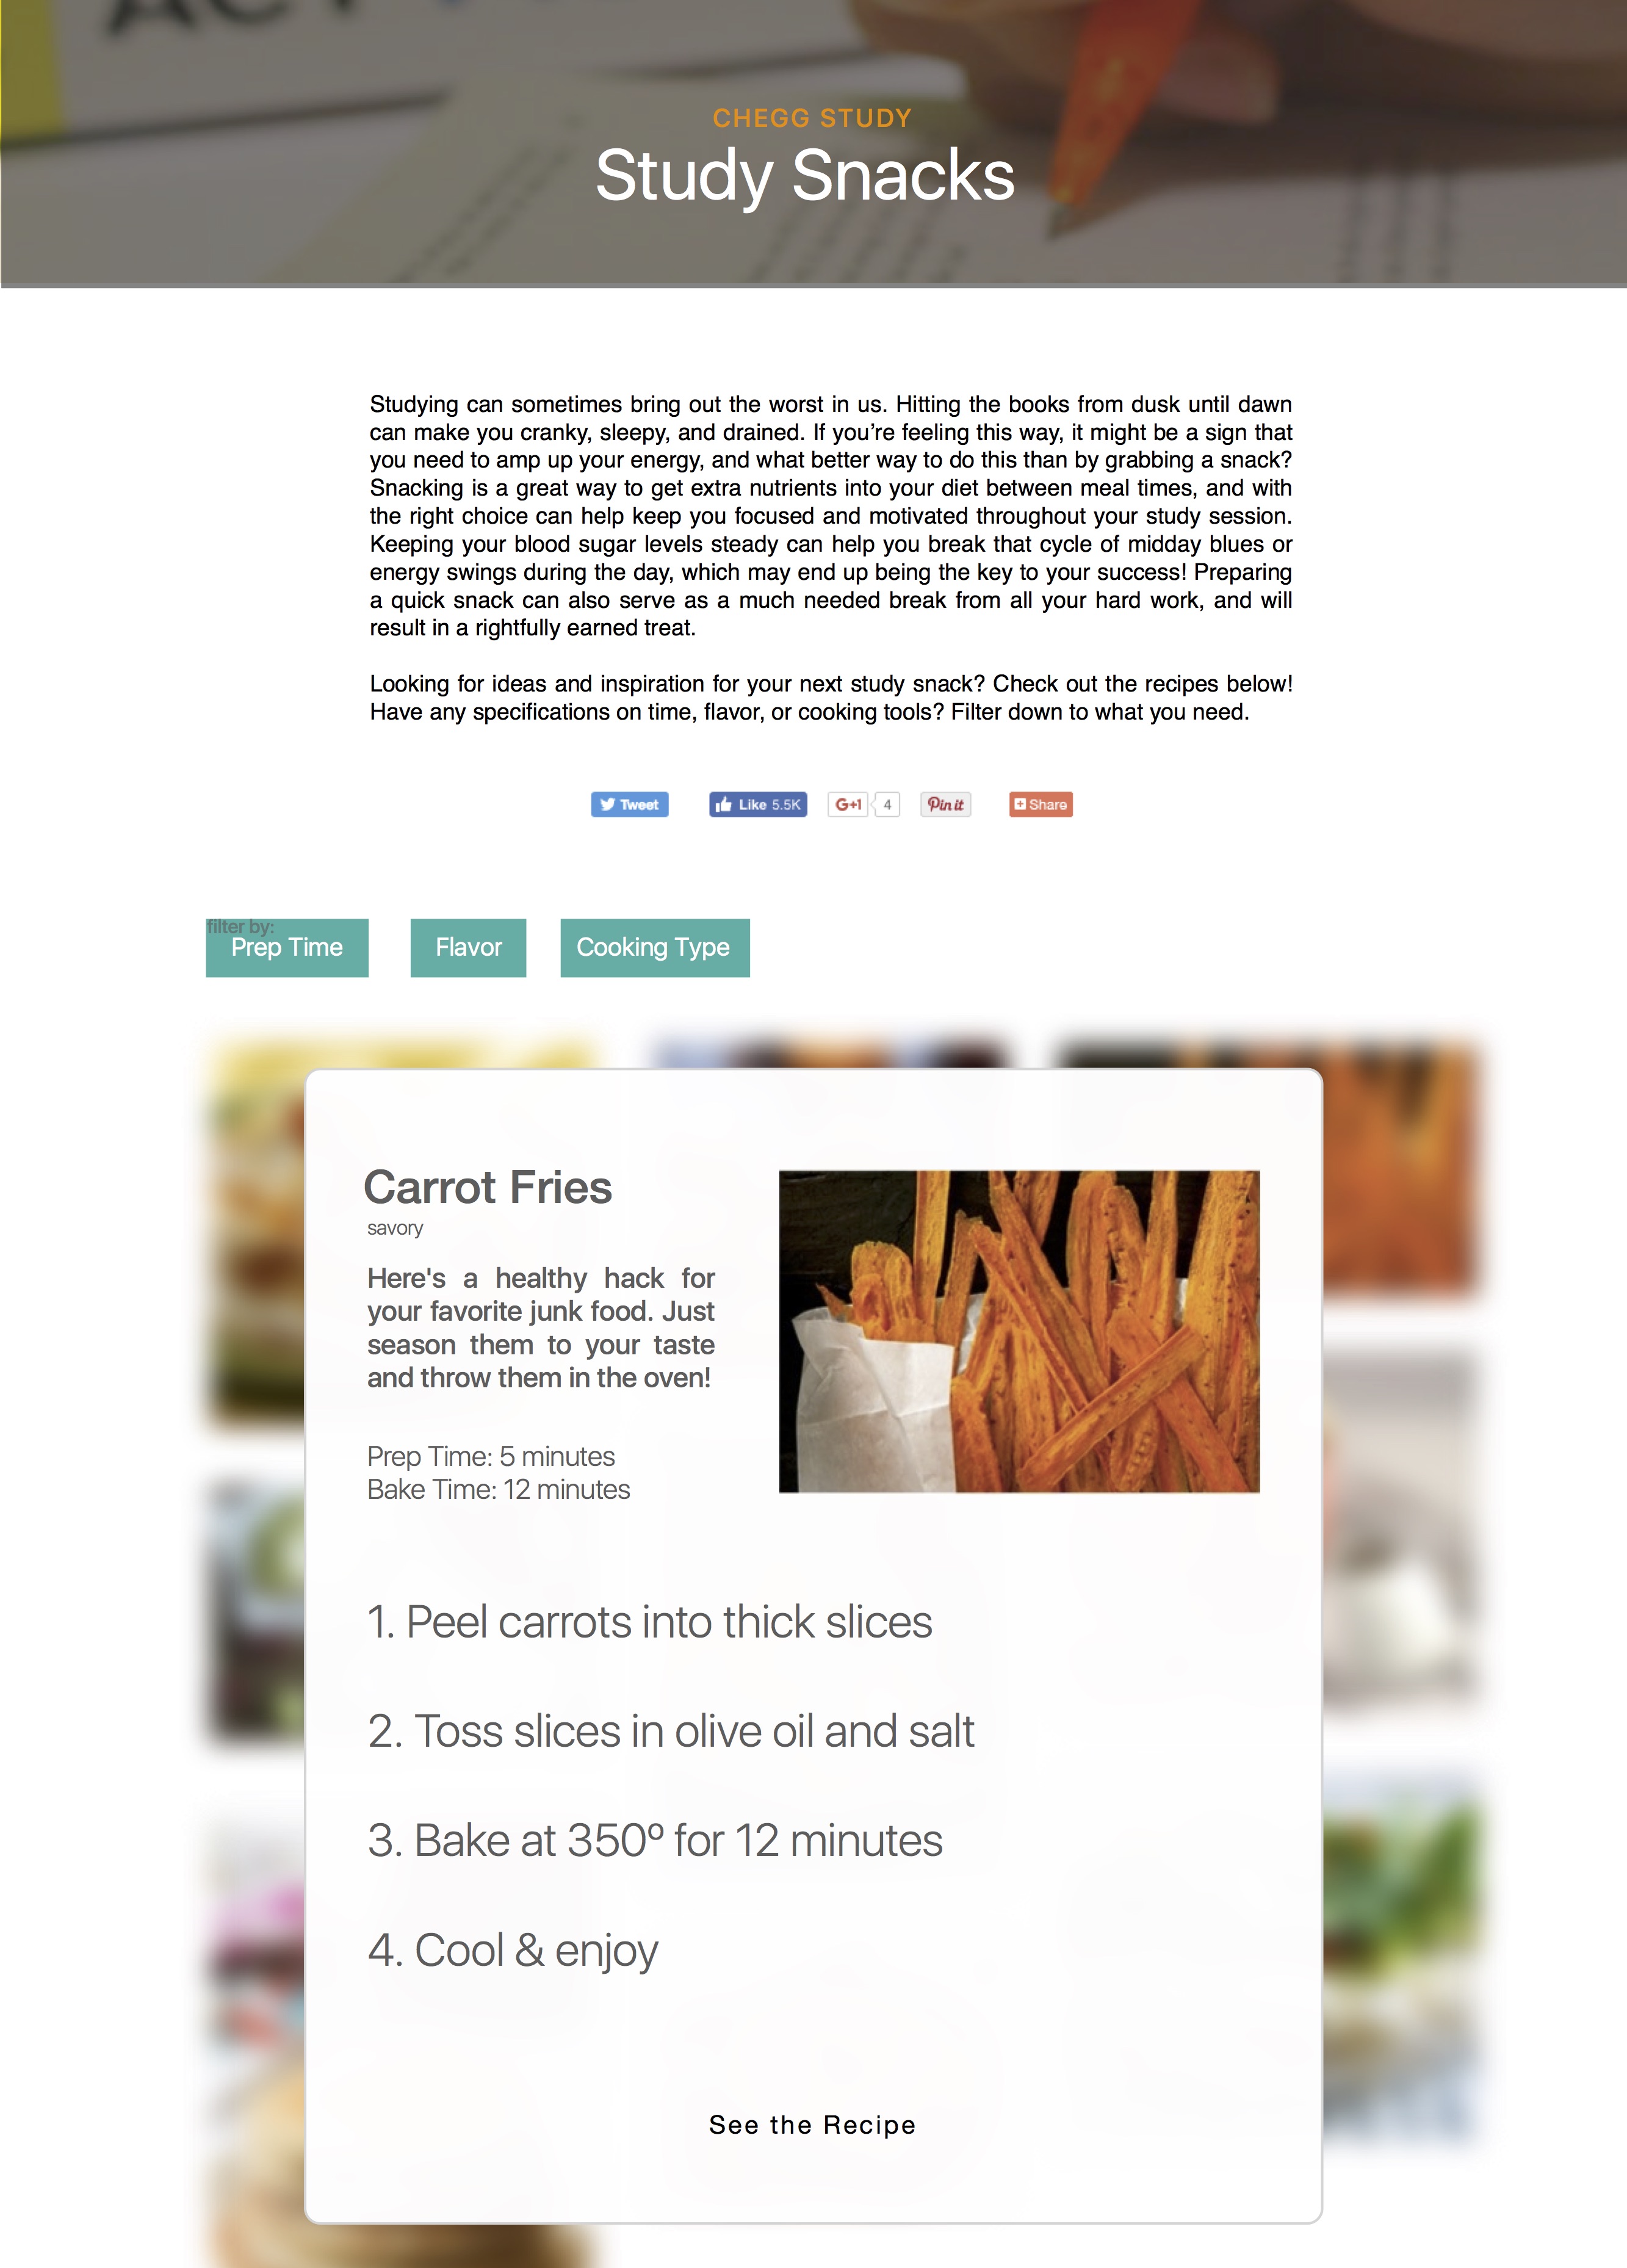 ACT
CHEGG STUDY
Study Snacks
Studying can sometimes bring out the worst in us. Hitting the books from dusk until dawn
can make you cranky, sleepy, and drained. If you’re feeling this way, it might be a sign that
you need to amp up your energy, and what better way to do this than by grabbing a snack?
Snacking is a great way to get extra nutrients into your diet between meal times, and with
the right choice can help keep you focused and motivated throughout your study session.
Keeping your blood sugar levels steady can help you break that cycle of midday blues or
energy swings during the day, which may end up being the key to your success! Preparing
a quick snack can also serve as a much needed break from all your hard work, and will
result in a rightfully earned treat.
Looking for ideas and inspiration for your next study snack? Check out the recipes below!
Have any specifications on time, flavor, or cooking tools? Filter down to what you need.
Tweet Like 5.5K G+1 4 Pin it Share
filter by:
Prep Time Flavor Cooking Type
Carrot Fries
savory
Here's a healthy hack for
your favorite junk food. Just
season them to your taste
and throw them in the oven!
Prep Time: 5 minutes
Bake Time: 12 minutes
1. Peel carrots into thick slices
2. Toss slices in olive oil and salt
3. Bake at 350º for 12 minutes
4. Cool & enjoy
See the Recipe